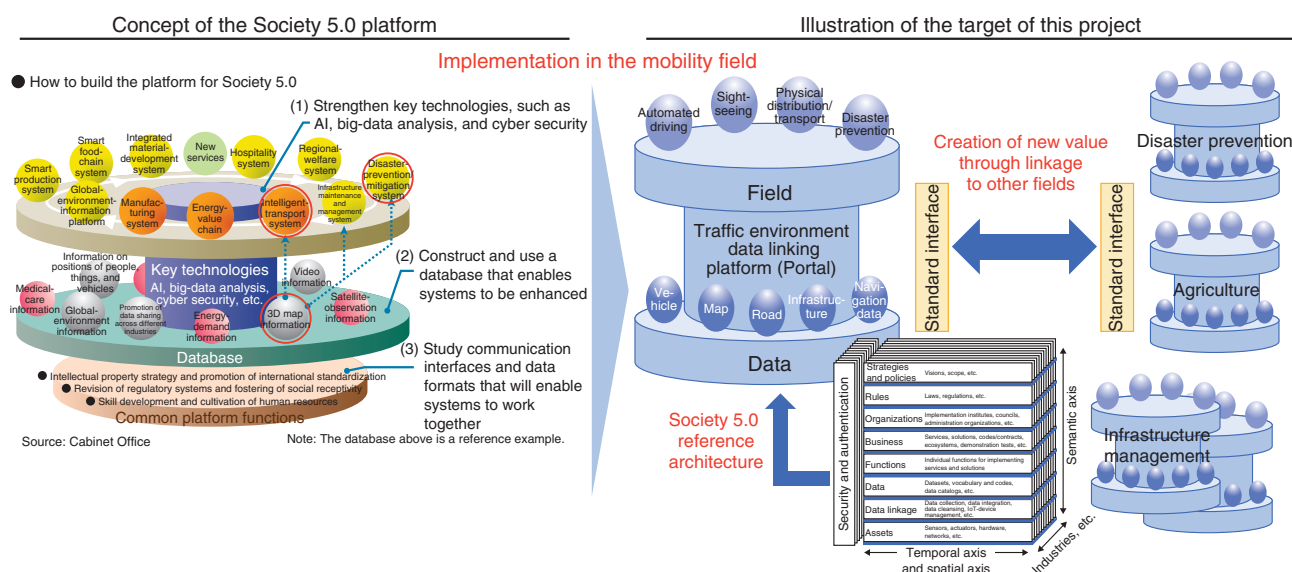 Concept of the Society 5.0 platform
Illustration of the target of this project
Implementation in the mobility field
● How to build the platform for Society 5.0
(1) Strengthen key technologies, such as
AI, big-data analysis, and cyber security
Smart
production
system
Smart
food-
chain
system
Integrated
material-
development
system
New
services
Hospitality
system
Regional-
welfare
system
Disaster-
prevention/
mitigation
system
Global-
environment-
information
platform
Manufac-
turing
system
Energy-
value
chain
Intelligent-
transport
system
Infrastructure
maintenance
and
management
system
(2) Construct and use a
database that enables
systems to be enhanced
Key technologies
AI, big-data analysis,
cyber security, etc.
Information on
positions of people,
things, and
vehicles
Video
information
Medical-
care
information
Global-
environment
information
Promotion of
data sharing
across different
industries
Energy-
demand
information
3D map
information
Satellite-
observation
information
Database
(3) Study communication
interfaces and data
formats that will enable
systems to work
together
● Intellectual property strategy and promotion of international standardization
● Revision of regulatory systems and fostering of social receptivity
● Skill development and cultivation of human resources
Common platform functions
Source: Cabinet Office
Note: The database above is a reference example.
Automated
driving
Sight-
seeing
Physical
distribution/
transport
Disaster
prevention
Field
Traffic environment
data linking
platform (Portal)
Ve-
hicle
Map
Road
Infrastruc-
ture
Navi-
gation
data
Data
Standard interface
Creation of new value
through linkage
to other fields
Standard interface
Disaster prevention
Agriculture
Infrastructure
management
Society 5.0
reference
architecture
Security and authentication
Strategies
and policies
Visions, scope, etc.
Rules
Laws, regulations, etc.
Organizations
Implementation institutes, councils,
administration organizations, etc.
Business
Services, solutions, codes/contracts,
ecosystems, demonstration tests, etc.
Functions
Individual functions for implementing
services and solutions
Data
Datasets, vocabulary and codes,
data catalogs, etc.
Data linkage
Data collection, data integration,
data cleansing, IoT-device
management, etc.
Assets
Sensors, actuators, hardware,
networks, etc.
Semantic axis
Industries, etc.
Temporal axis
and spatial axis